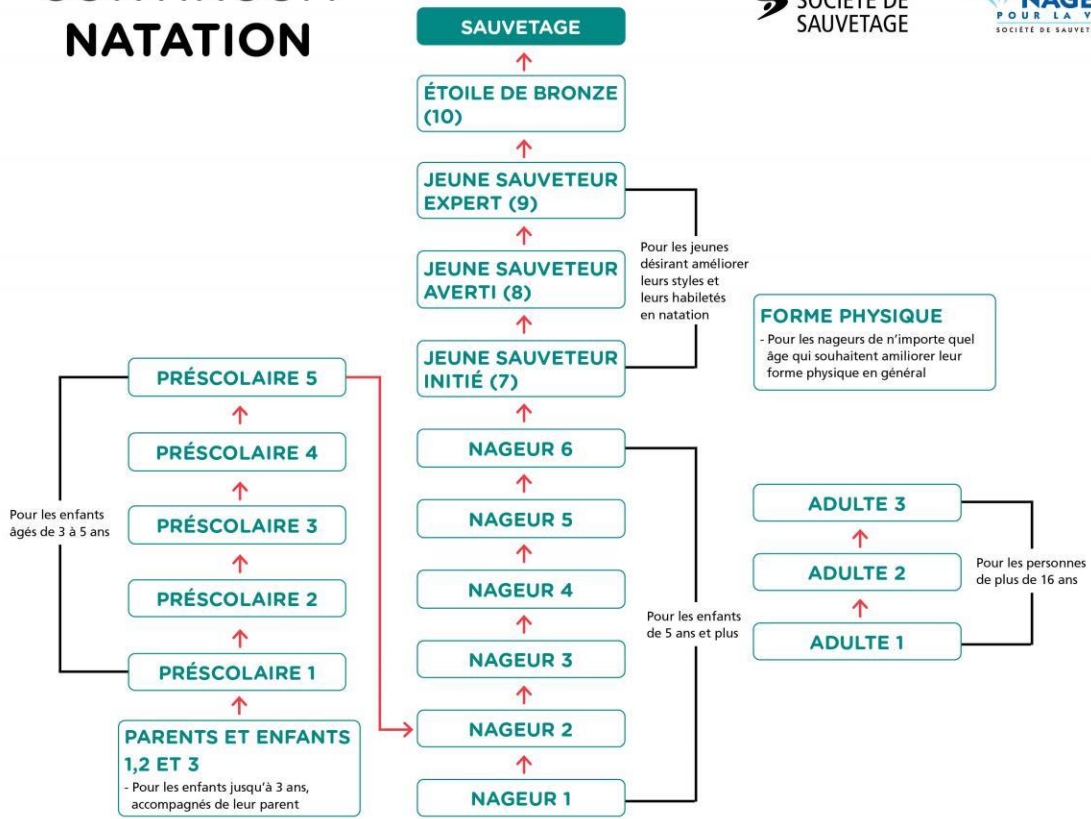 NATATION
SOCIÉTÉ DE
SAUVETAGE
POUR LA
SAUVETAGE
ÉTOILE DE BRONZE
(10)
JEUNE SAUVETEUR
EXPERT (9)
JEUNE SAUVETEUR
AVERTI (8)
JEUNE SAUVETEUR
INITIÉ (7)
Pour les jeunes
désirant améliorer
leurs styles et
leurs habiletés
en natation
FORME PHYSIQUE
- Pour les nageurs de n'importe quel
âge qui souhaitent amiliorer leur
forme physique en général
PRÉSCOLAIRE 5
PRÉSCOLAIRE 4
PRÉSCOLAIRE 3
PRÉSCOLAIRE 2
PRÉSCOLAIRE 1
Pour les enfants
âgés de 3 à 5 ans
PARENTS ET ENFANTS
1,2 ET 3
- Pour les enfants jusqu'à 3 ans,
accompagnés de leur parent
NAGEUR 6
NAGEUR 5
NAGEUR 4
NAGEUR 3
NAGEUR 2
NAGEUR 1
Pour les enfants
de 5 ans et plus
ADULTE 3
ADULTE 2
ADULTE 1
Pour les personnes
de plus de 16 ans